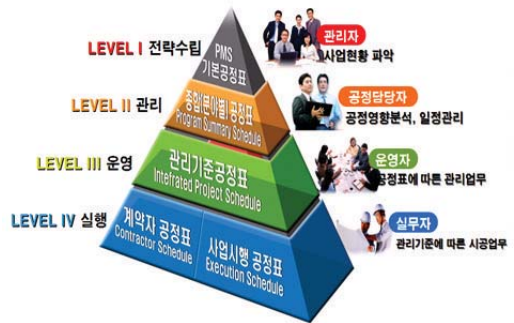 LEVEL I 전략수립
PMS
기본공정표
관리자
사업현황 파악
LEVEL II 관리
종합(분야별) 공정표
Program Summary Schedule
공정담당자
공정영향분석, 일정관리
LEVEL III 운영
관리기준공정표
Intefrated Project Schedule
운영자
공정표에 따른 관리업무
LEVEL IV 실행
계약자 공정표
Contractor Schedule
사업시행 공정표
Execution Schedule
실무자
관리기준에 따른 시공업무